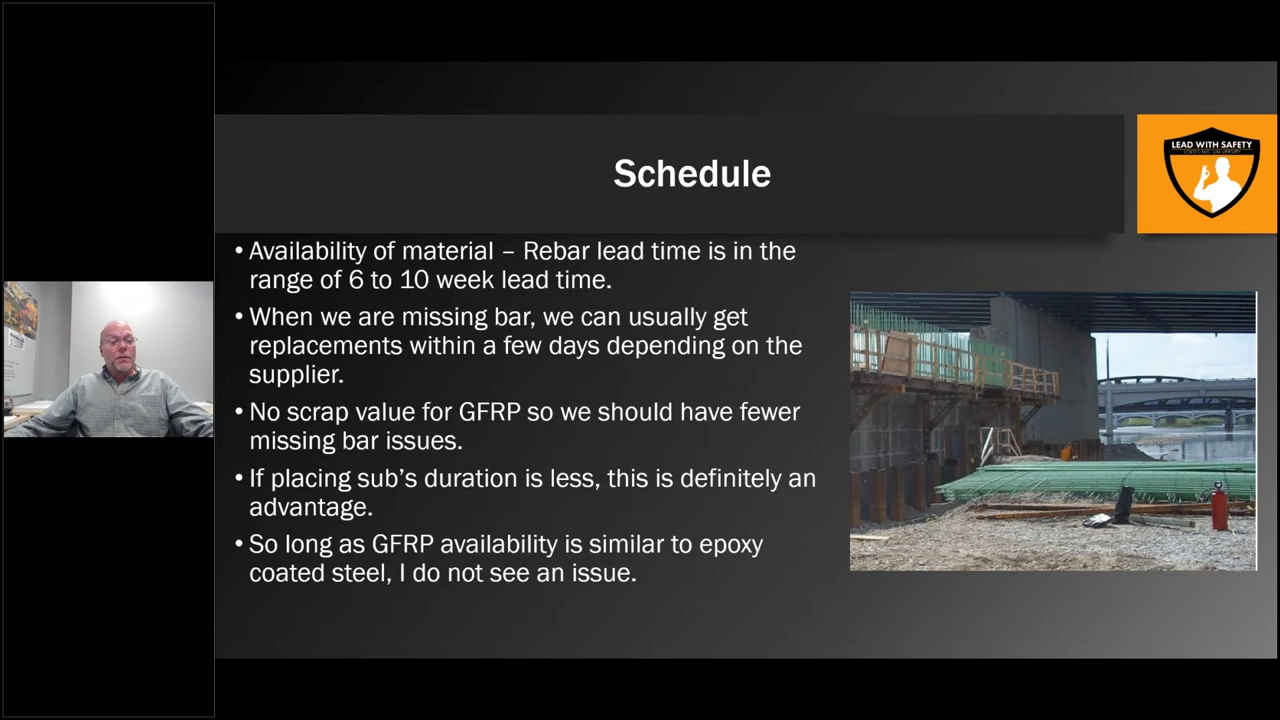 Schedule
LEAD WITH SAFETY
• Availability of material – Rebar lead time is in the
range of 6 to 10 week lead time.
• When we are missing bar, we can usually get
replacements within a few days depending on the
supplier.
• No scrap value for GFRP so we should have fewer
missing bar issues.
• If placing sub’s duration is less, this is definitely an
advantage.
• So long as GFRP availability is similar to epoxy
coated steel, I do not see an issue.